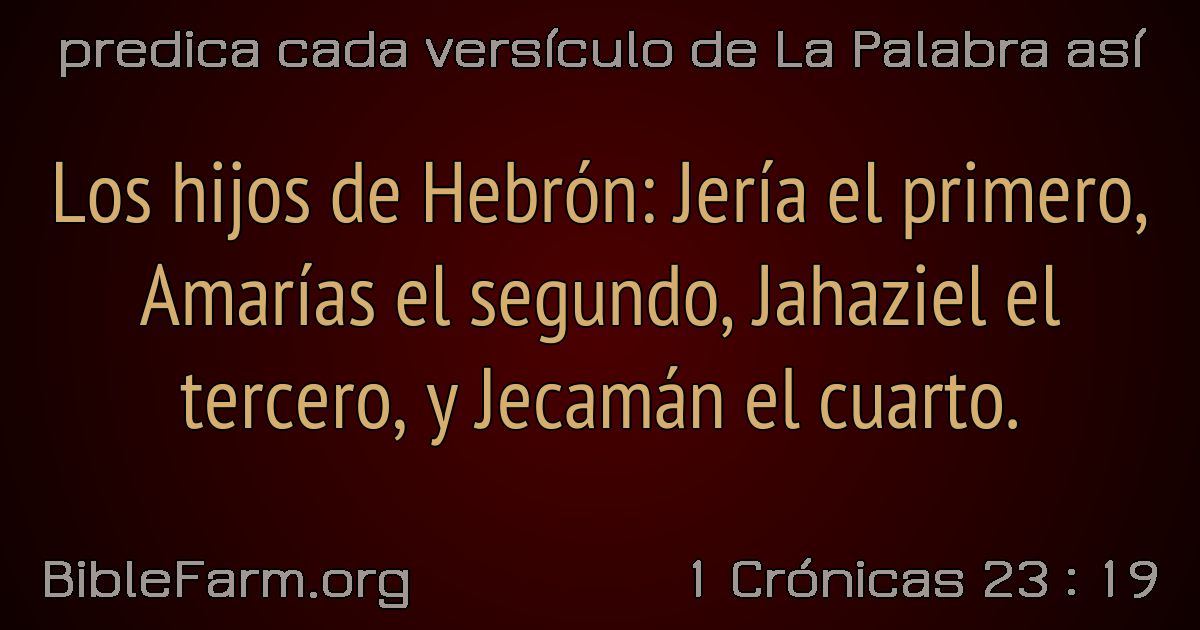 predica cada versículo de La Palabra así
Los hijos de Hebrón: Jería el primero,
Amarías el segundo, Jahaziel el
tercero, y Jecamán el cuarto.
BibleFarm.org
1 Crónicas 23 : 19